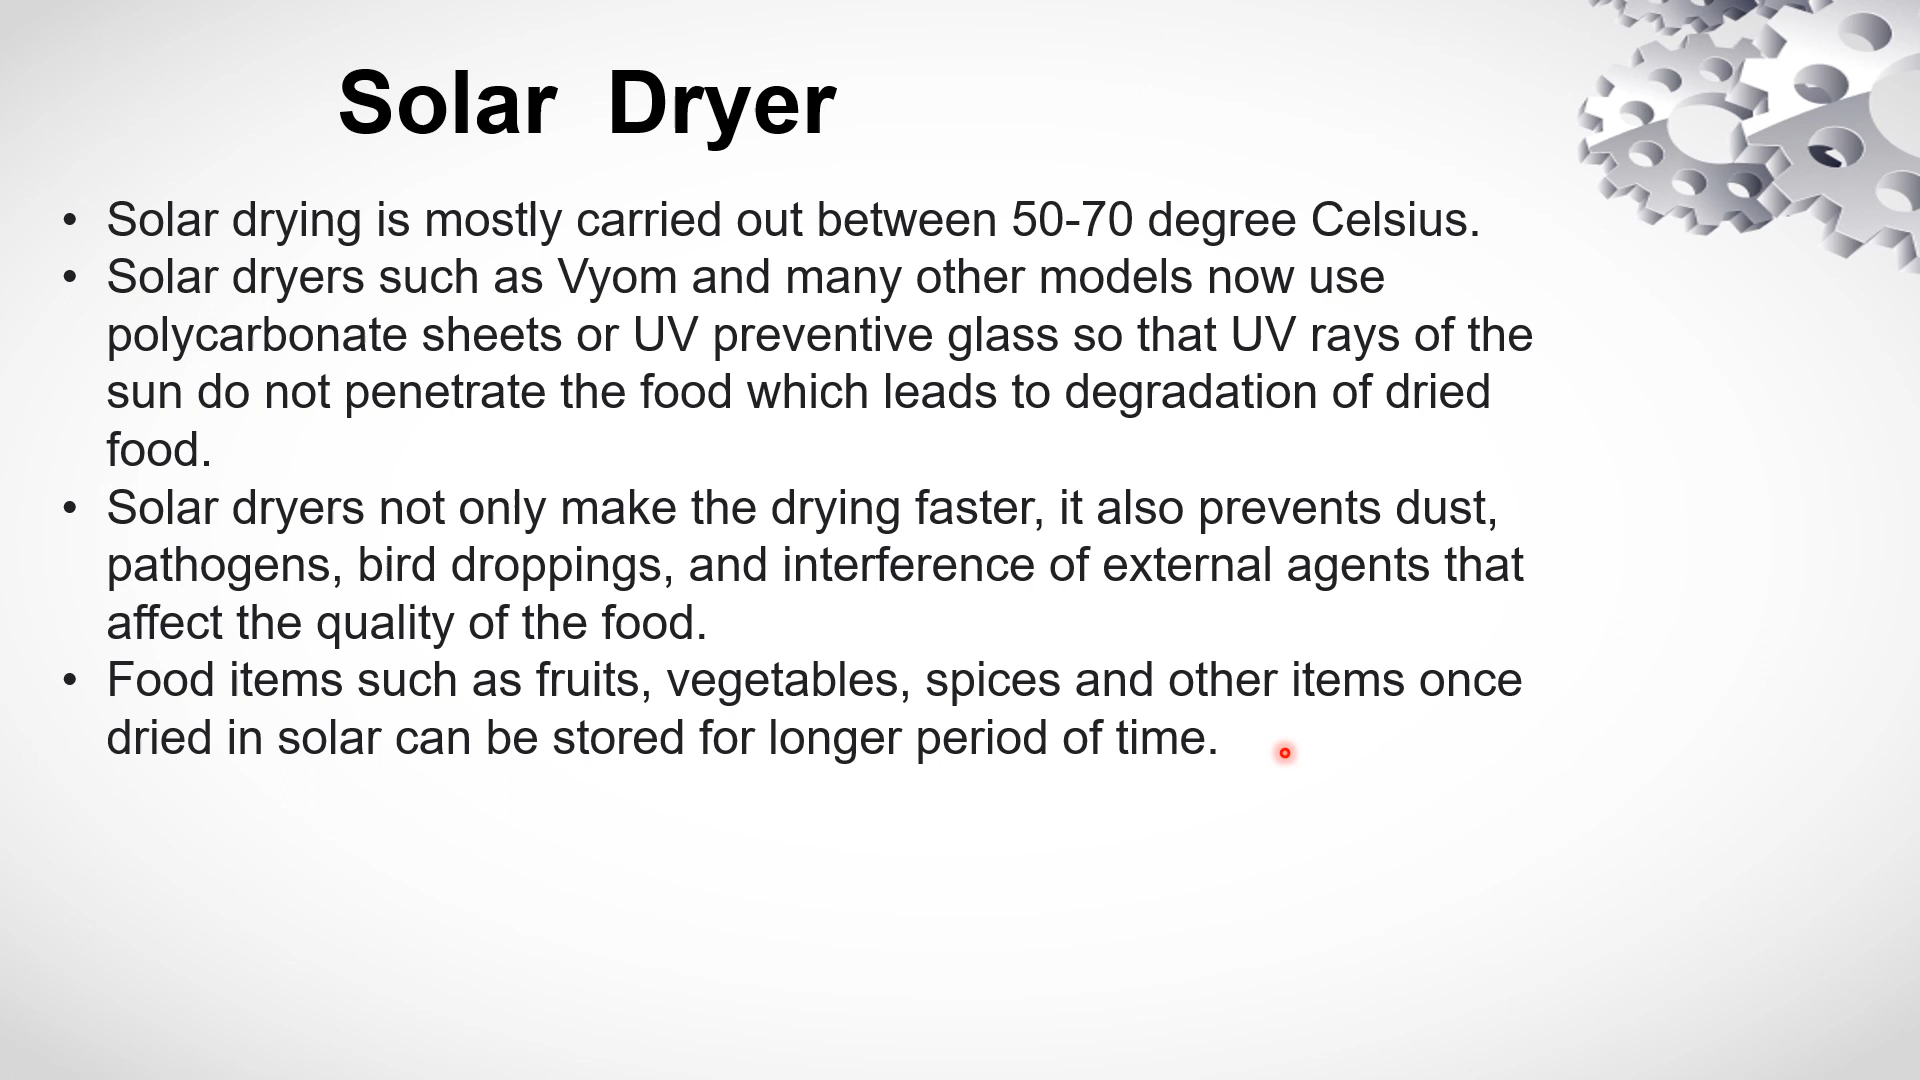 Solar Dryer
• Solar drying is mostly carried out between 50-70 degree Celsius.
• Solar dryers such as Vyom and many other models now use
polycarbonate sheets or UV preventive glass so that UV rays of the
sun do not penetrate the food which leads to degradation of dried
food.
• Solar dryers not only make the drying faster, it also prevents dust,
pathogens, bird droppings, and interference of external agents that
affect the quality of the food.
• Food items such as fruits, vegetables, spices and other items once
dried in solar can be stored for longer period of time.